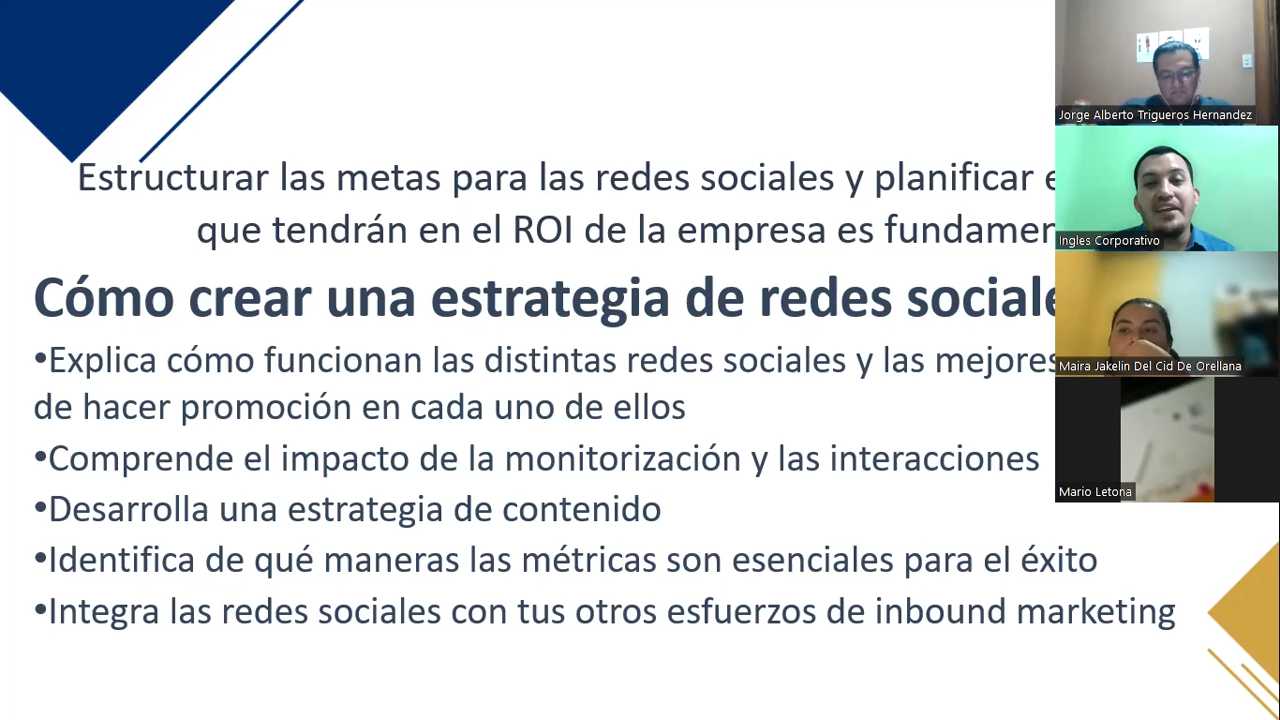 Estructurar las metas para las redes sociales y planificar
que tendrán en el ROI de la empresa es
Cómo crear una estrategia de redes
•Explica cómo funcionan las distintas redes sociales y las mejores
de hacer promoción en cada uno de ellos
•Comprende el impacto de la monitorización y las interacciones
•Desarrolla una estrategia de contenido
•Identifica de qué maneras las métricas son esenciales para el éxito
•Integra las redes sociales con tus otros esfuerzos de inbound marketing
Jorge Alberto Trigueros Hernandez
Ingles Corporativo
Maira Jakelin Del Cid De Orellana
Mario Letona